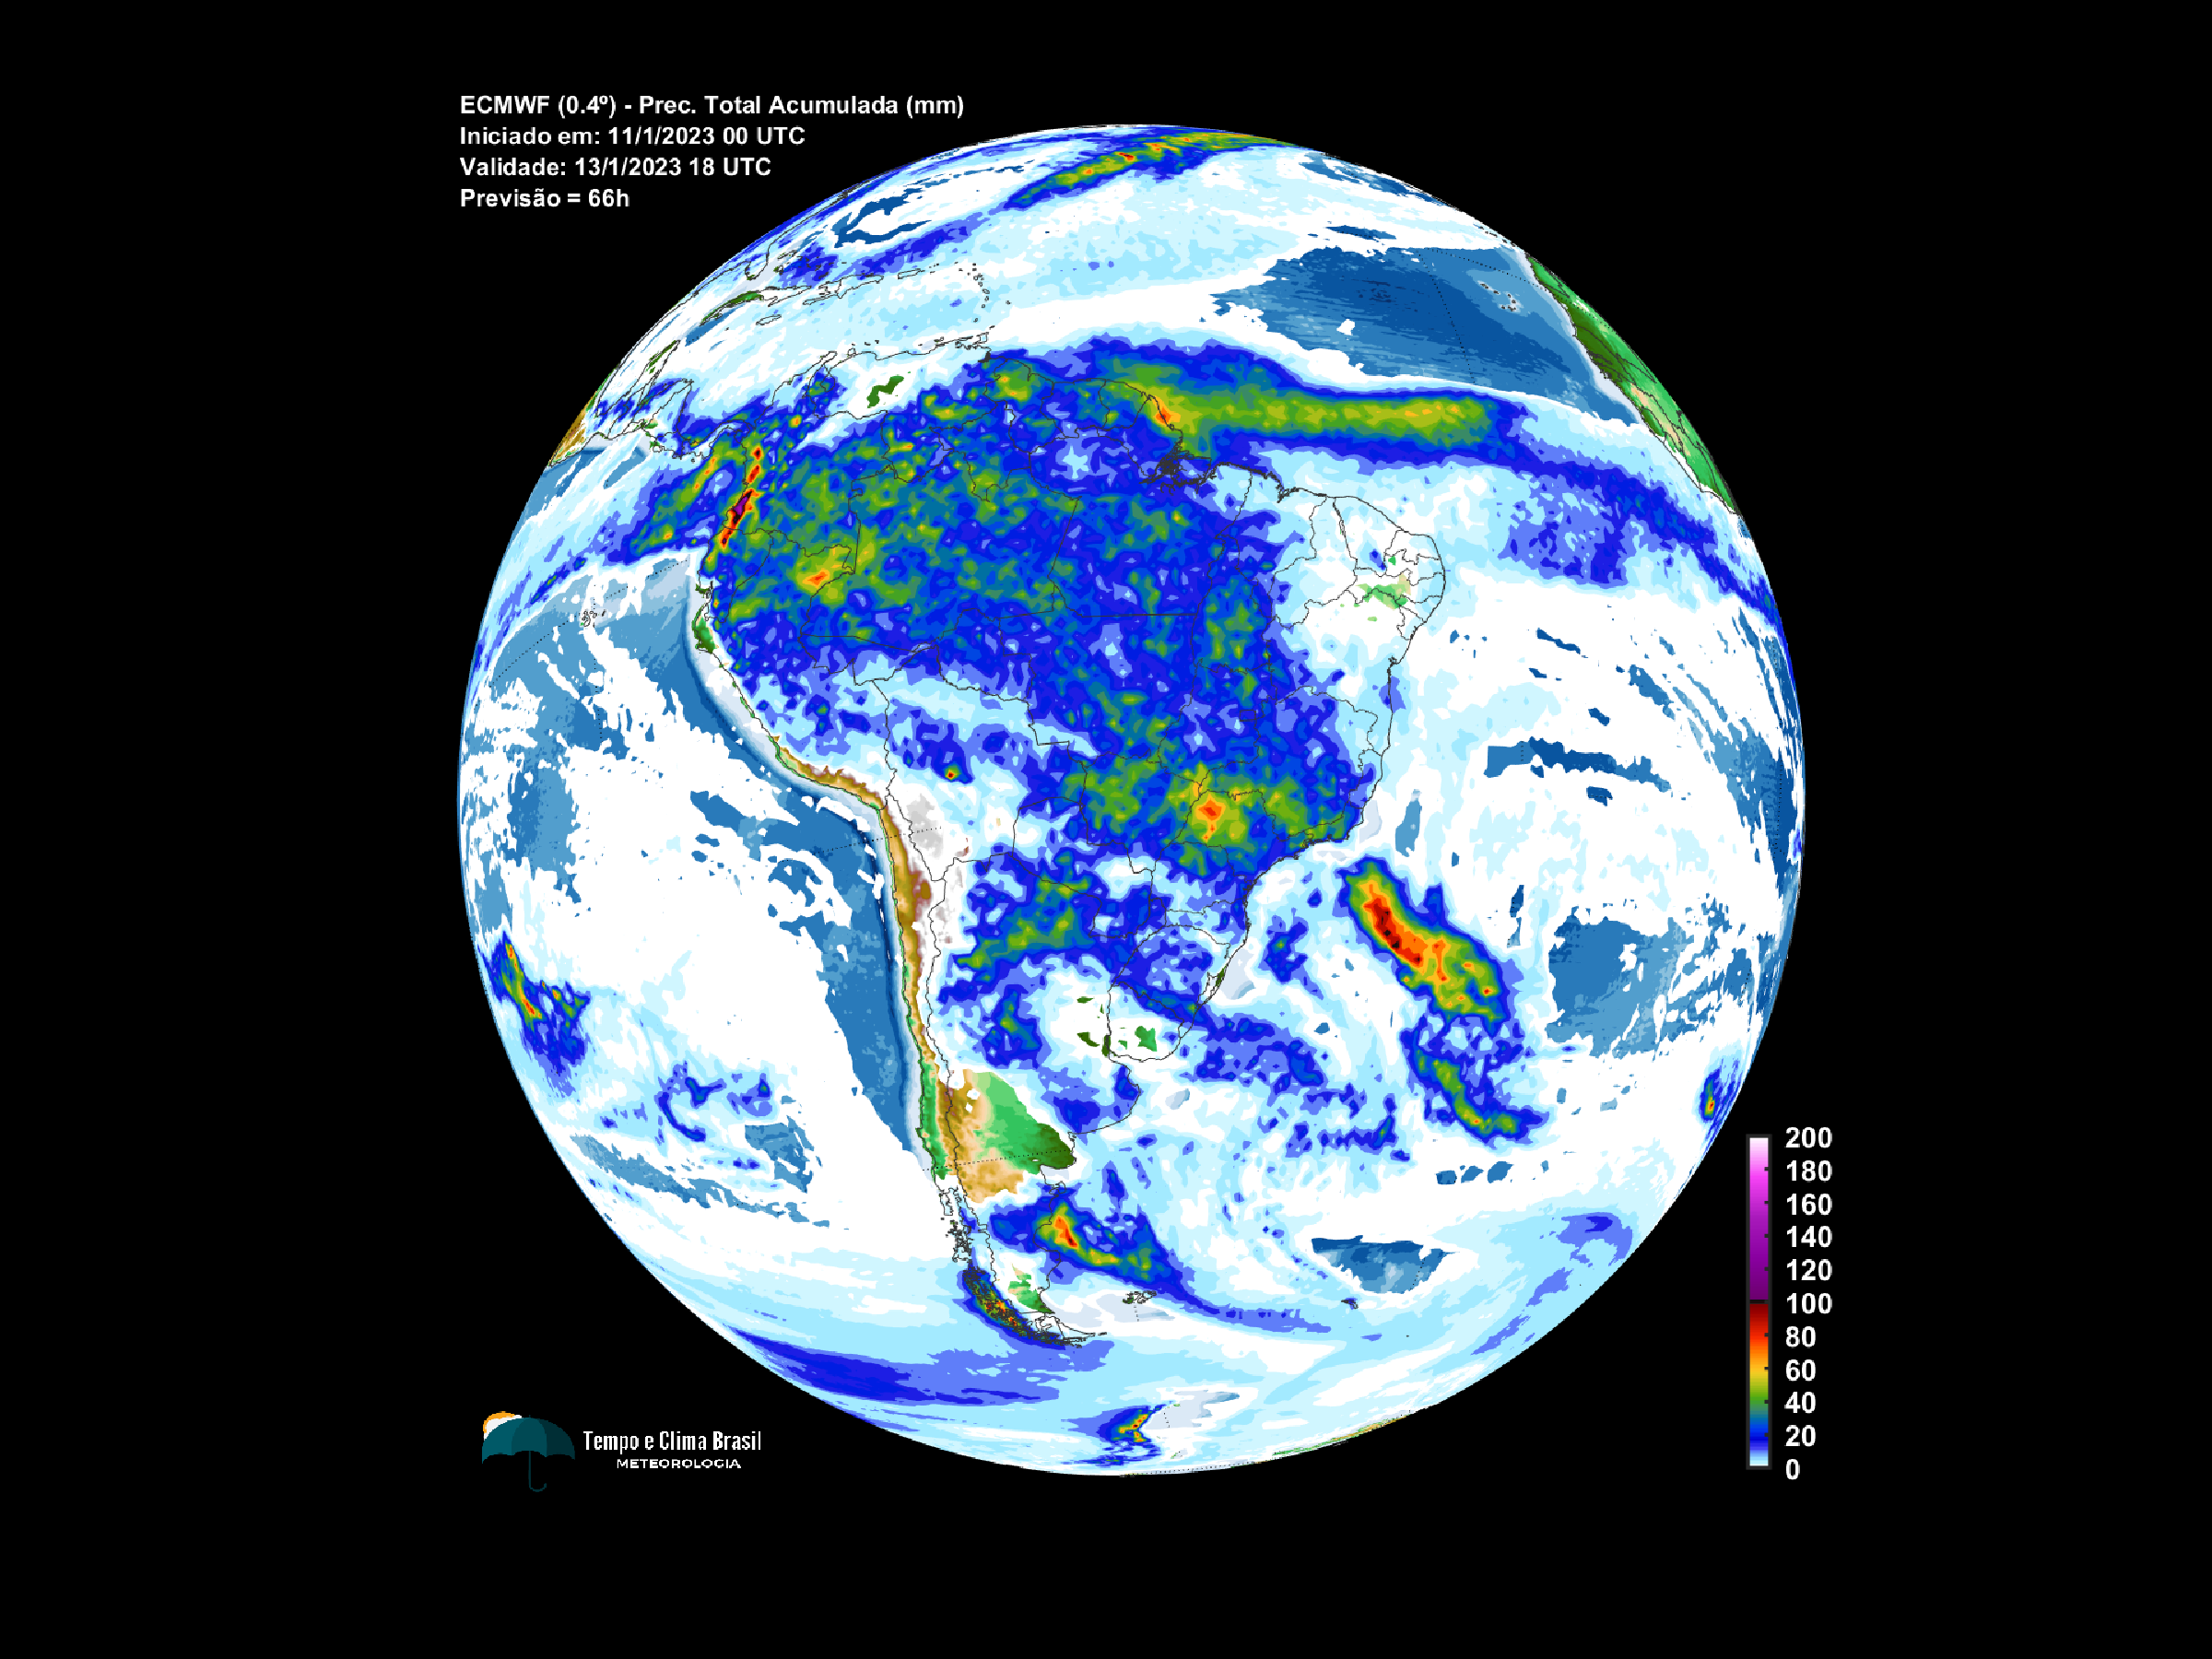 ECMWF (0.4º) - Prec. Total Acumulada (mm)
Iniciado em: 11/1/2023 00 UTC
Validade: 13/1/2023 18 UTC
Previsão = 66h
200
180
160
140
120
100
80
60
40
20
0
Tempo e Clima Brasil
METEOROLOGIA